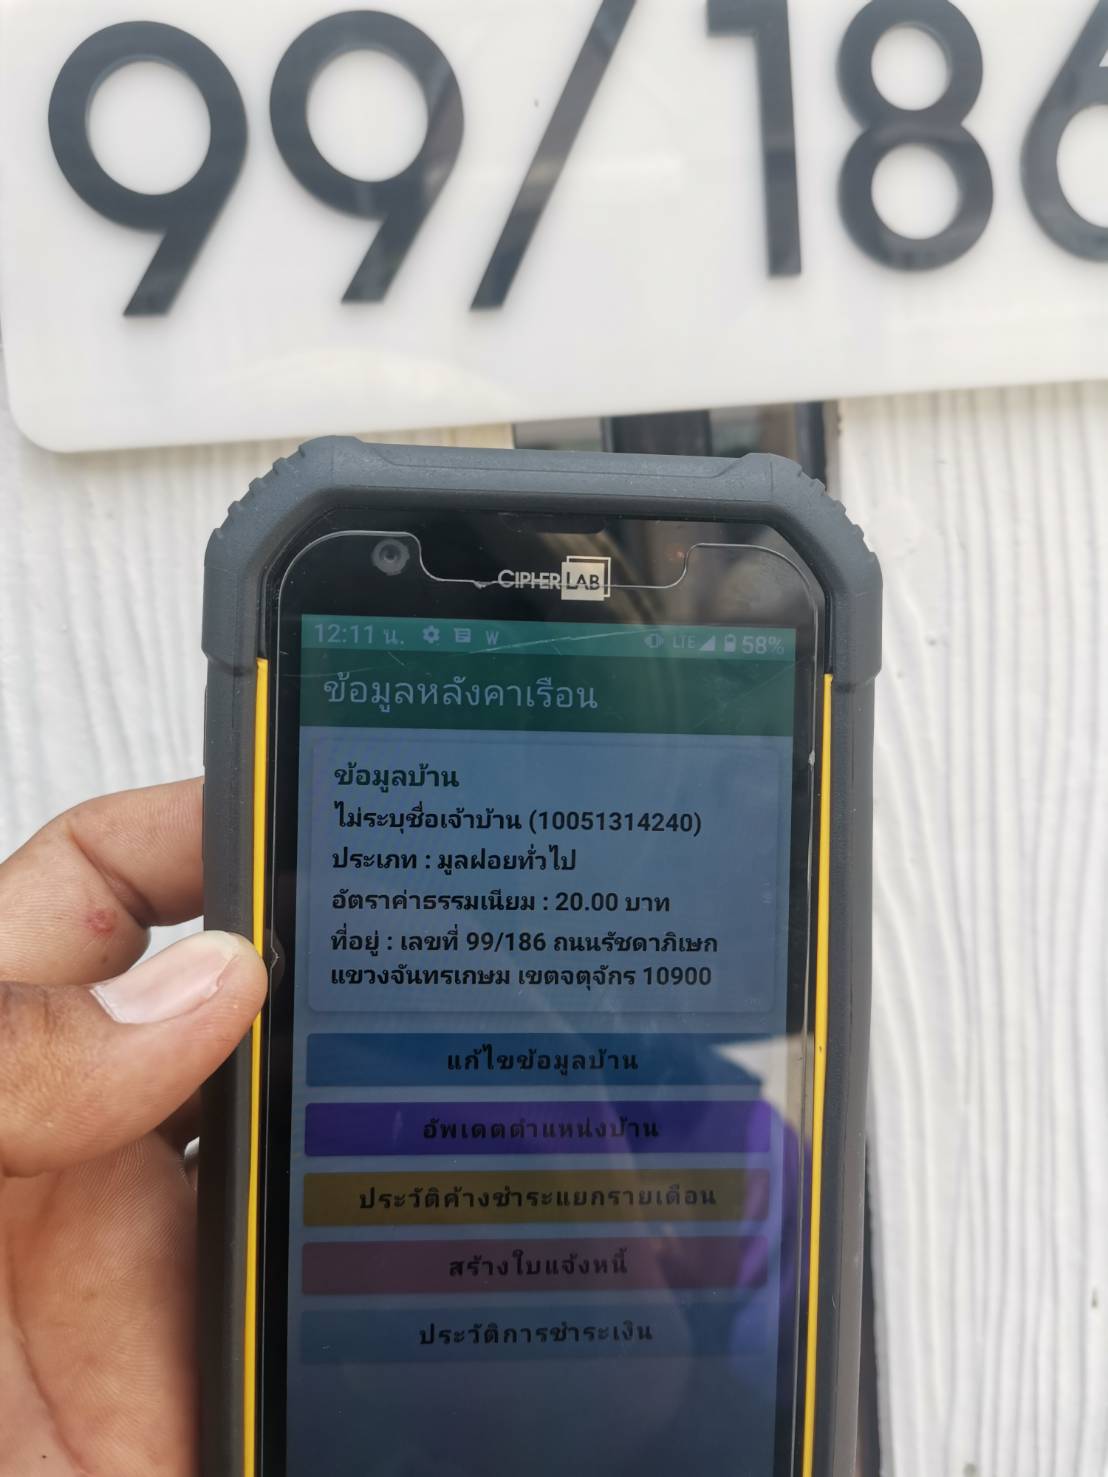 99/186
CIPHERLAB
12:11 น. W LTE 58%
ข้อมูลหลังคาเรือน
ข้อมูลบ้าน
ไม่ระบุชื่อเจ้าบ้าน (10051314240)
ประเภท : มูลฝอยทั่วไป
อัตราค่าธรรมเนียม : 20.00 บาท
ที่อยู่ : เลขที่ 99/186 ถนนรัชดาภิเษก
แขวงจันทรเกษม เขตจตุจักร 10900
แก้ไขข้อมูลบ้าน
อัพเดตตำแหน่งบ้าน
ประวัติค้างชำระแยกรายเดือน
สร้างใบแจ้งหนี้
ประวัติการชำระเงิน